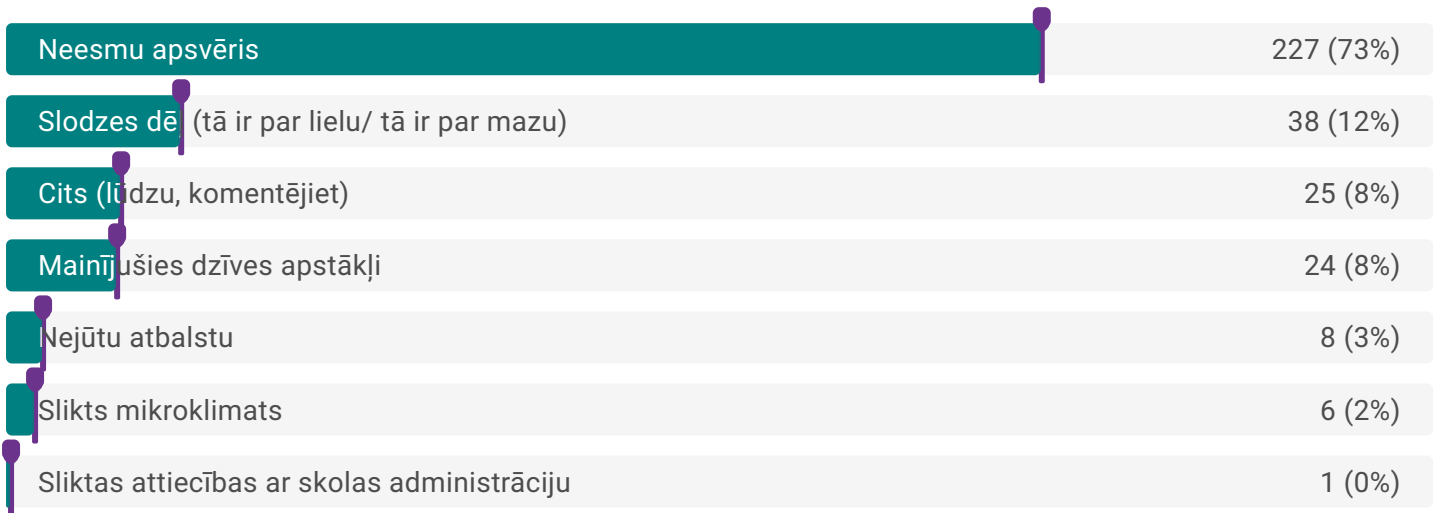 Neesmu apsvēris 227 (73%)
Slodzes dēļ (tā ir par lielu/ tā ir par mazu) 38 (12%)
Cits (lūdzu, komentējiet) 25 (8%)
Mainījušies dzīves apstākļi 24 (8%)
Nejūtu atbalstu 8 (3%)
Slikts mikroklimats 6 (2%)
Sliktas attiecības ar skolas administrāciju 1 (0%)